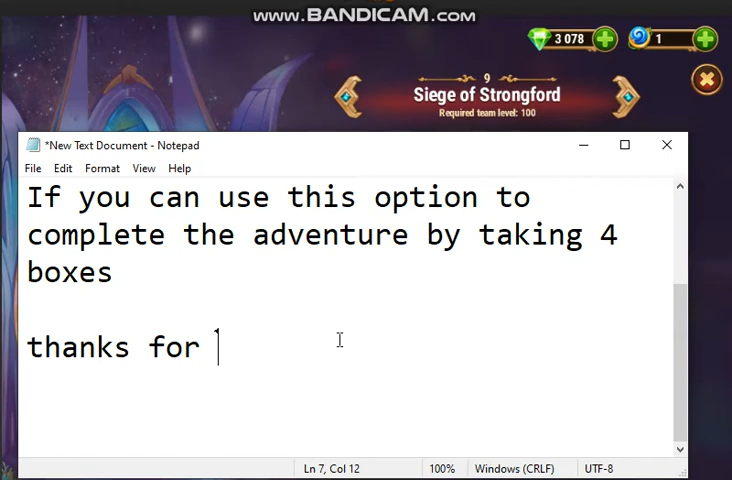 www.BANDICAM.com
3 078
1
9
Siege of Strongford
Required team level: 100
*New Text Document - Notepad
File Edit Format View Help
If you can use this option to
complete the adventure by taking 4
boxes
thanks for
Ln 7, Col 12
100%
Windows (CRLF)
UTF-8